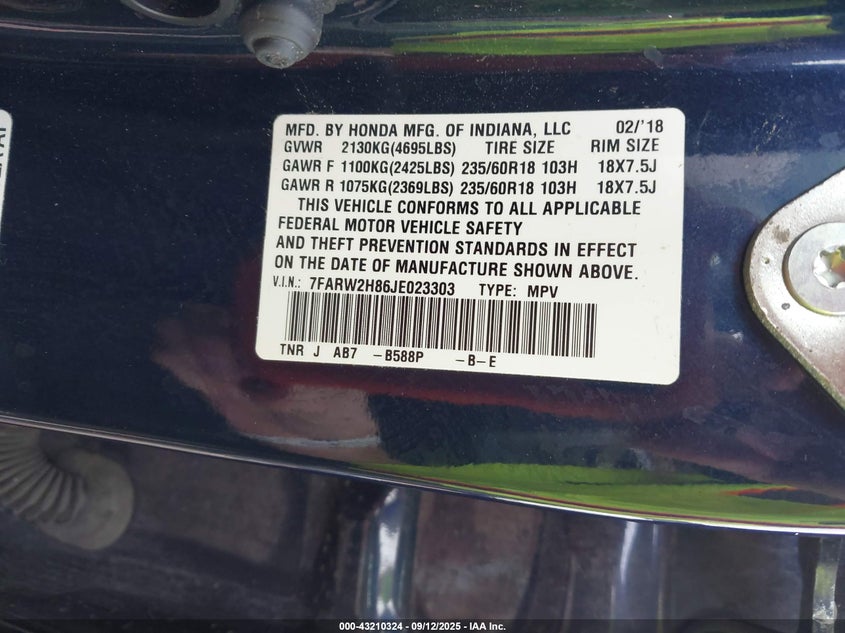 MFD. BY HONDA MFG. OF INDIANA, LLC 02/'18
GVWR 2130KG(4695LBS) TIRE SIZE RIM SIZE
GAWR F 1100KG(2425LBS) 235/60R18 103H 18X7.5J
GAWR R 1075KG(2369LBS) 235/60R18 103H 18X7.5J
THIS VEHICLE CONFORMS TO ALL APPLICABLE
FEDERAL MOTOR VEHICLE SAFETY
AND THEFT PREVENTION STANDARDS IN EFFECT
ON THE DATE OF MANUFACTURE SHOWN ABOVE.
V.I.N.: 7FARW2H86JE023303 TYPE: MPV
TNR J AB7 -B588P -B-E
000-43210324 - 09/12/2025 - IAA Inc.